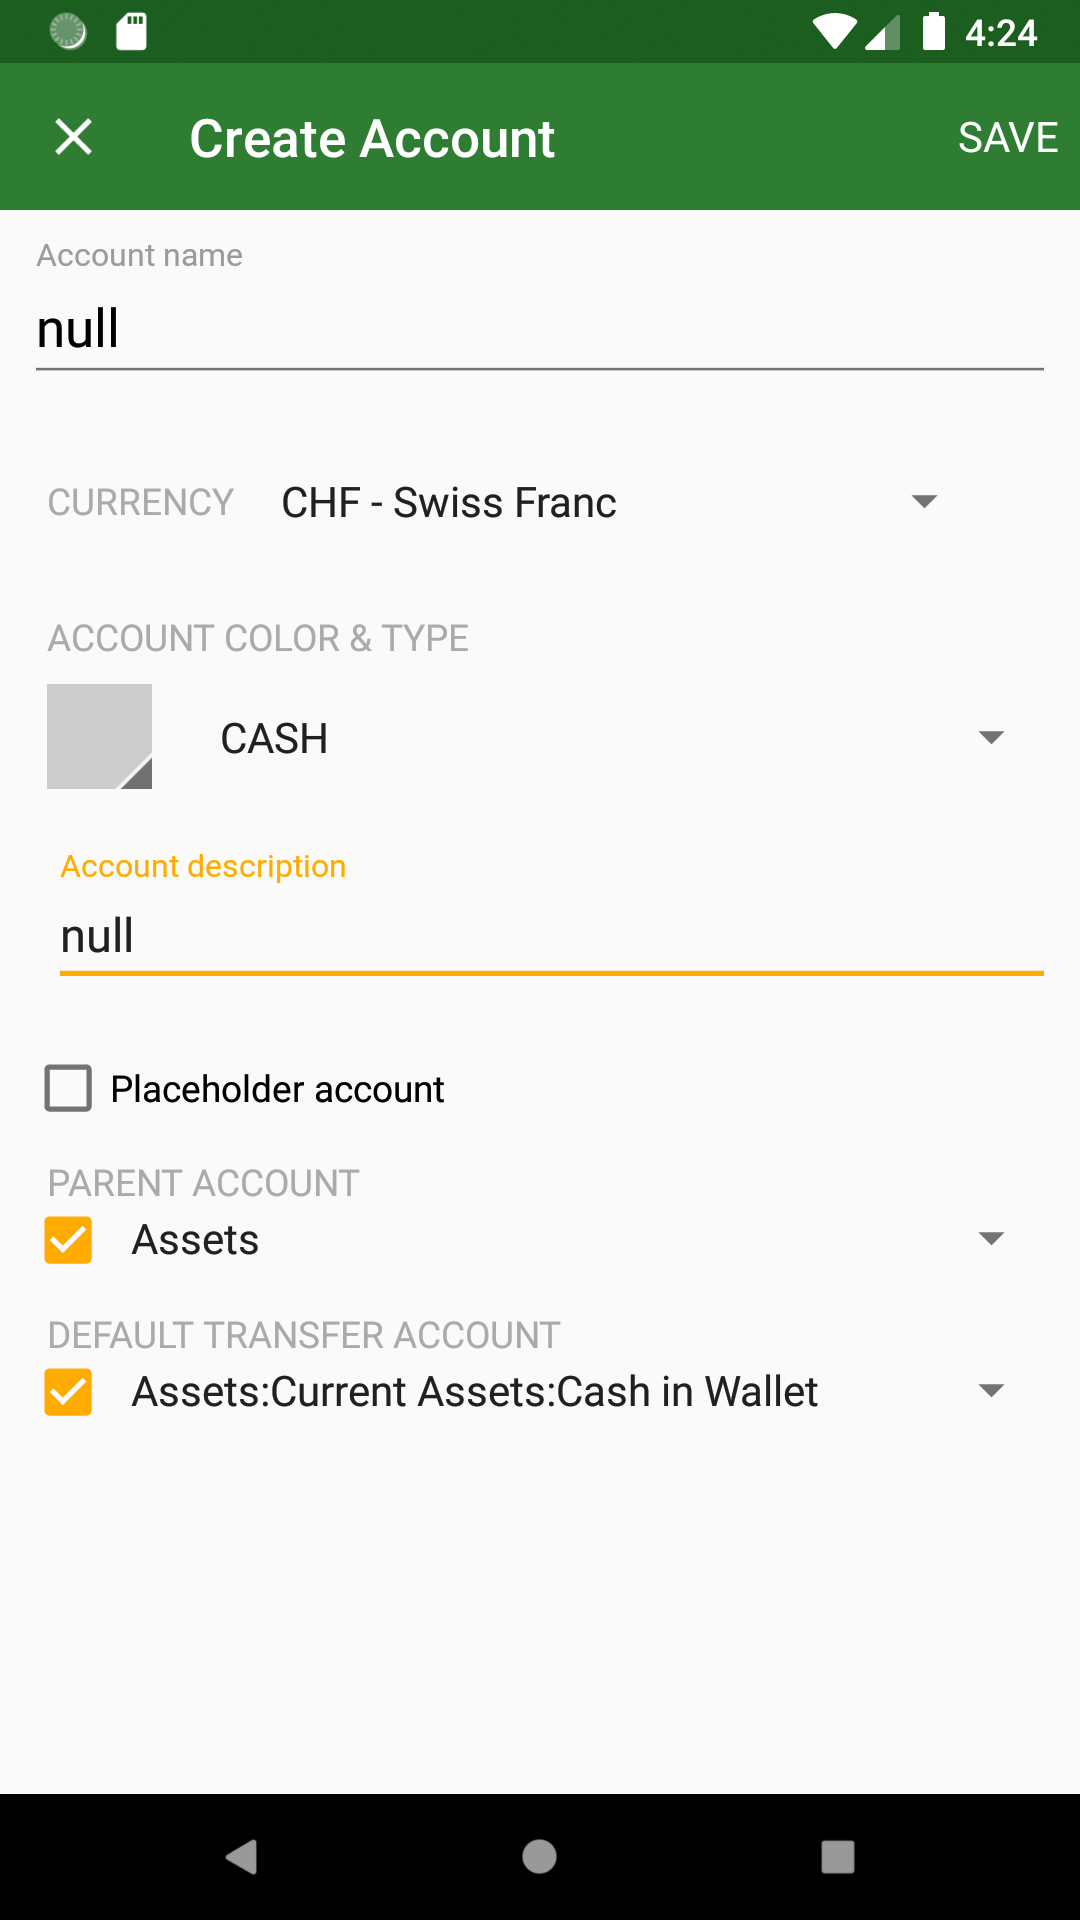 4:24
Create Account
SAVE
Account name
null
CURRENCY
CHF - Swiss Franc
ACCOUNT COLOR & TYPE
CASH
Account description
null
Placeholder account
PARENT ACCOUNT
Assets
DEFAULT TRANSFER ACCOUNT
Assets:Current Assets:Cash in Wallet